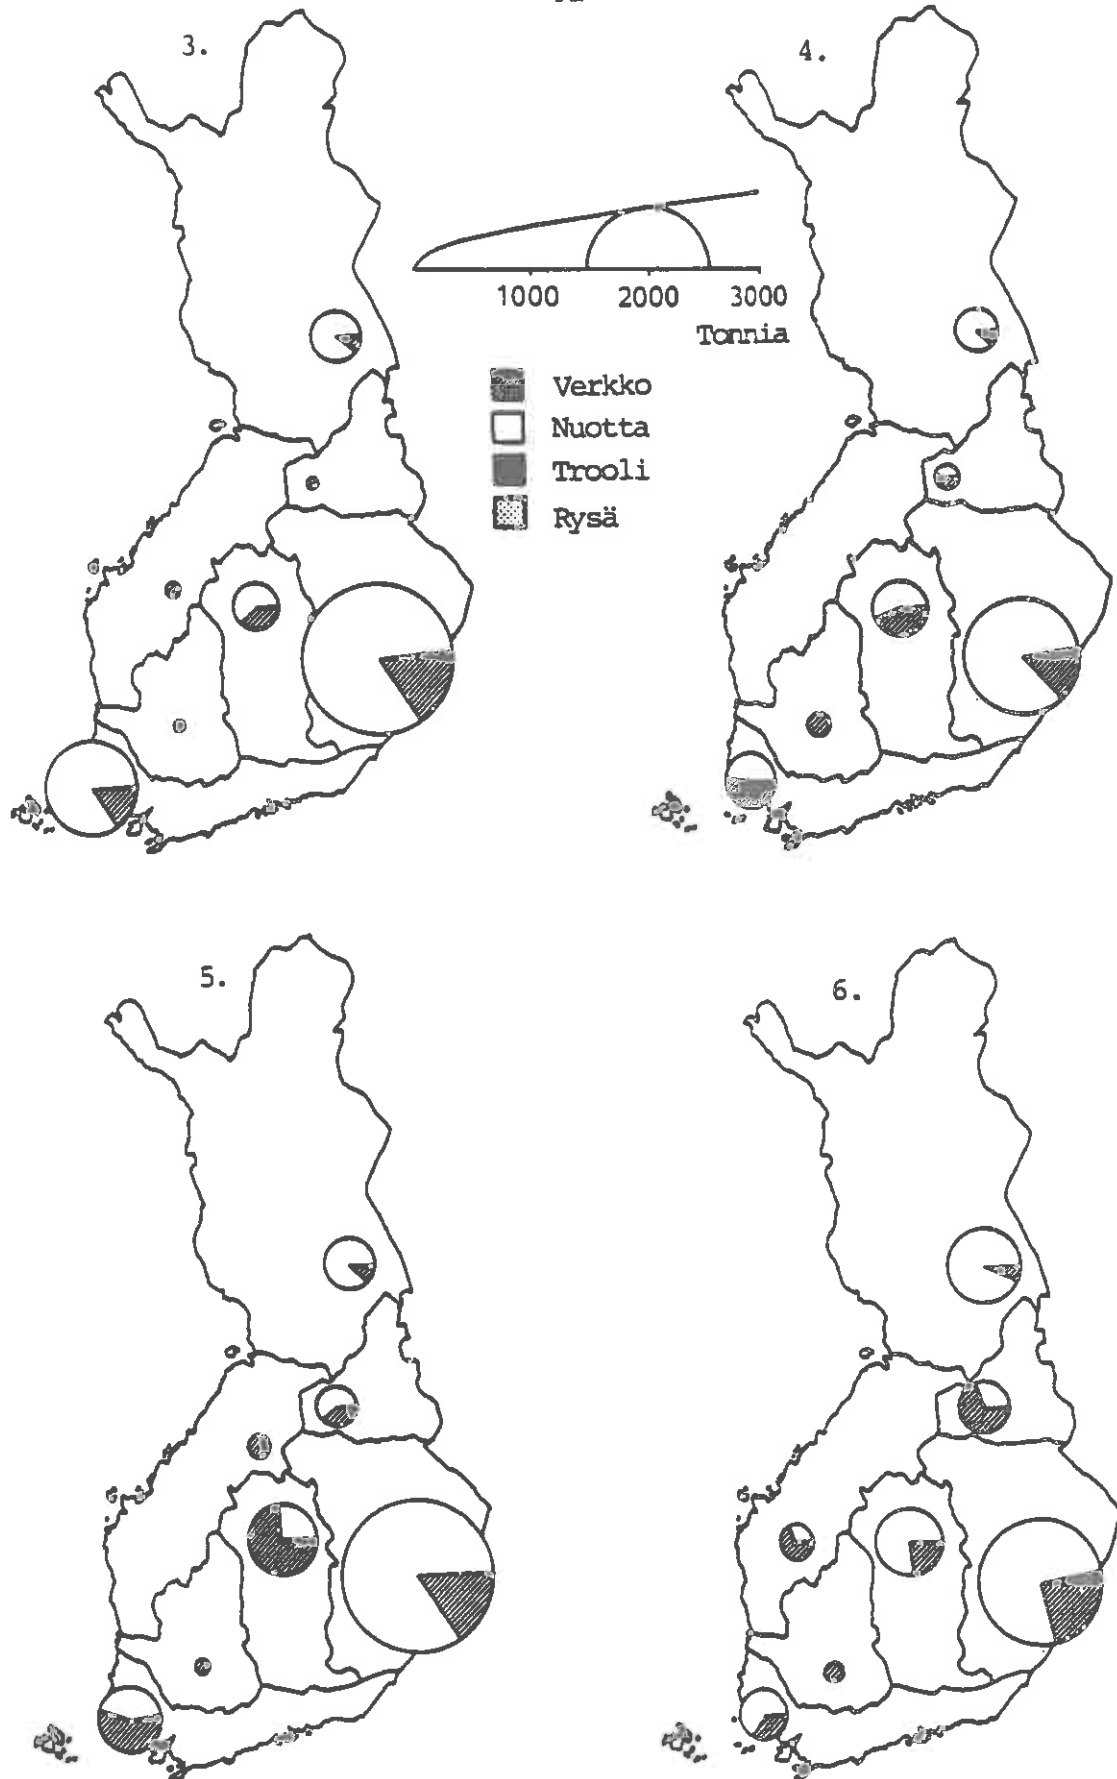 3.
4.
1000 2000 3000
Tonnia
Verkko
Nuotta
Trooli
Rysä
5.
6.